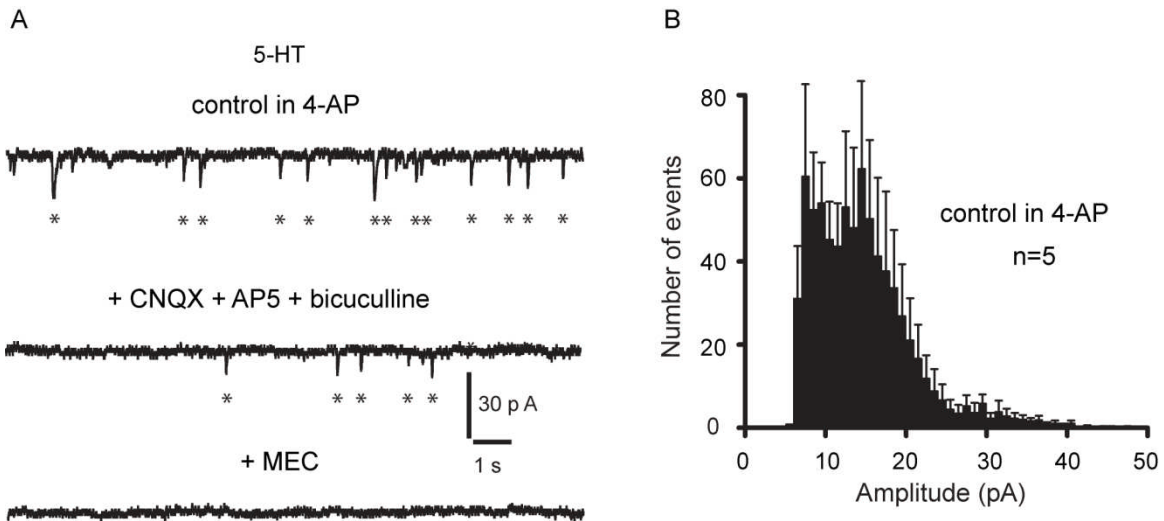 A
5-HT
control in 4-AP
* ** * * ** ** * * * *
+ CNQX + AP5 + bicuculline
*
* * * * *
30 p A
1 s
+ MEC
B
Number of events
80
60
40
20
0
control in 4-AP
n=5
0 10 20 30 40 50
Amplitude (pA)